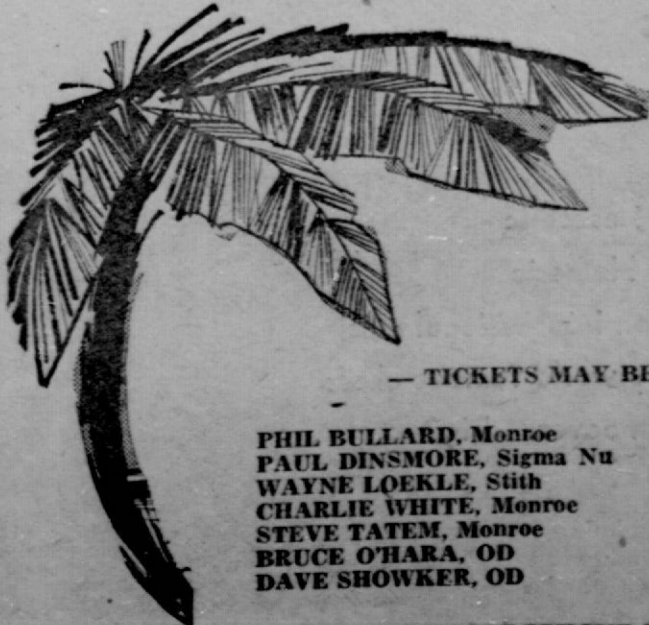 — TICKETS MAY BE
PHIL BULLARD, Monroe
PAUL DINSMORE, Sigma Nu
WAYNE LOEKLE, Stith
CHARLIE WHITE, Monroe
STEVE TATEM, Monroe
BRUCE O'HARA, OD
DAVE SHOWKER, OD